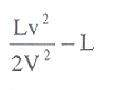 Lv²/2V² – L